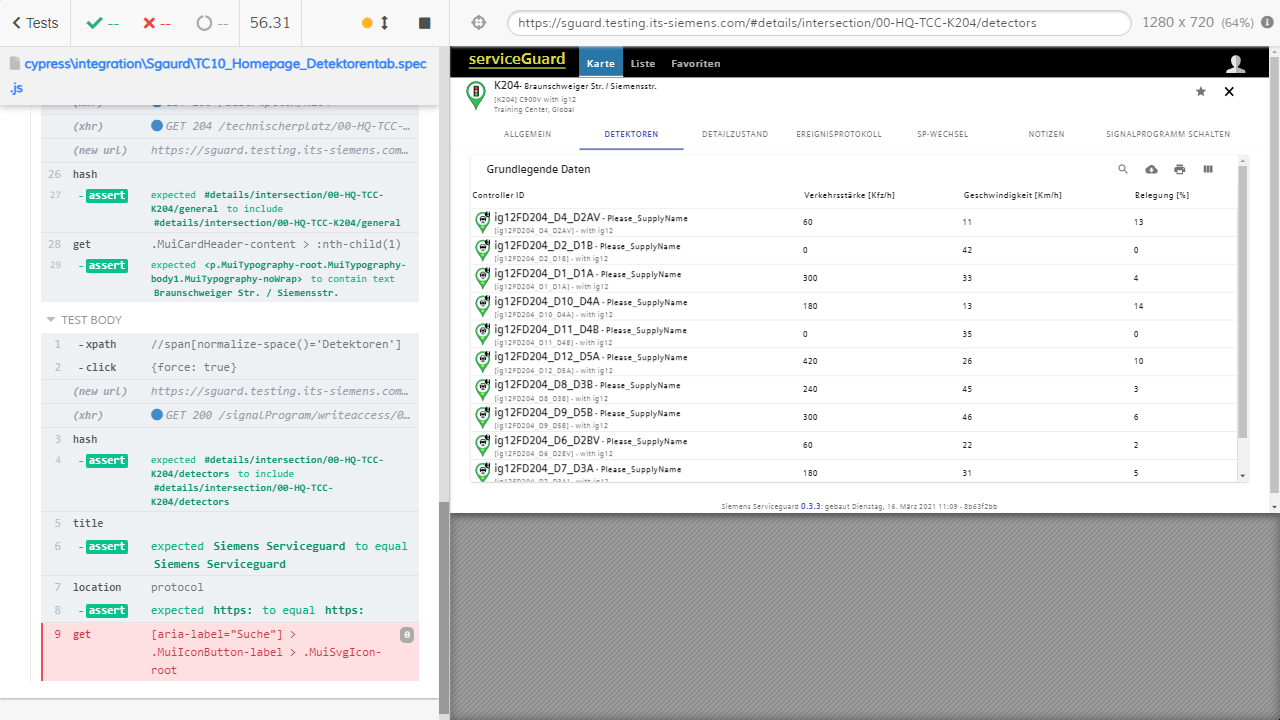 Tests
--
--
--
56.31
https://sguard.testing.its-siemens.com/#details/intersection/00-HQ-TCC-K204/detectors
1280 x 720 (64%)
cypress\integration\Sgaurd\TC10_Homepage_Detektorentab.spec
.js
(xhr) GET 204 /technischerplatz/00-HQ-TCC-…
(new url) https://sguard.testing.its-siemens.com…
26 hash
27 - assert expected #details/intersection/00-HQ-TCC-
K204/general to include
#details/intersection/00-HQ-TCC-K204/general
28 get .MuiCardHeader-content > :nth-child(1)
29 - assert expected <p.MuiTypography-root.MuiTypography-
body1.MuiTypography-noWrap> to contain text
Braunschweiger Str. / Siemensstr.
TEST BODY
1 - xpath //span[normalize-space()='Detektoren']
2 - click {force: true}
(new url) https://sguard.testing.its-siemens.com…
(xhr) GET 200 /signalProgram/writeaccess/0…
3 hash
4 - assert expected #details/intersection/00-HQ-TCC-
K204/detectors to include
#details/intersection/00-HQ-TCC-
K204/detectors
5 title
6 - assert expected Siemens Serviceguard to equal
Siemens Serviceguard
7 location protocol
8 - assert expected https: to equal https:
9 get [aria-label="Suche"] > 0
.MuiIconButton-label > .MuiSvgIcon-
root
serviceGuard Karte Liste Favoriten
K204- Braunschweiger Str. / Siemensstr.
[K204] C900V with ig12
Training Center, Global
ALLGEMEIN DETEKTOREN DETAILZUSTAND EREIGNISPROTOKOLL SP-WECHSEL NOTIZEN SIGNALPROGRAMM SCHALTEN
Grundlegende Daten
Controller ID Verkehrsstärke [Kfz/h] Geschwindigkeit [Km/h] Belegung [%]
ig12FD204_D4_D2AV - Please_SupplyName 60 11 13
[ig12FD204_D4_D2AV] - with ig12
ig12FD204_D2_D1B - Please_SupplyName 0 42 0
[ig12FD204_D2_D1B] - with ig12
ig12FD204_D1_D1A - Please_SupplyName 300 33 4
[ig12FD204_D1_D1A] - with ig12
ig12FD204_D10_D4A - Please_SupplyName 180 13 14
[ig12FD204_D10_D4A] - with ig12
ig12FD204_D11_D4B - Please_SupplyName 0 35 0
[ig12FD204_D11_D4B] - with ig12
ig12FD204_D12_D5A - Please_SupplyName 420 26 10
[ig12FD204_D12_D5A] - with ig12
ig12FD204_D8_D3B - Please_SupplyName 240 45 3
[ig12FD204_D8_D3B] - with ig12
ig12FD204_D9_D5B - Please_SupplyName 300 46 6
[ig12FD204_D9_D5B] - with ig12
ig12FD204_D6_D2BV - Please_SupplyName 60 22 2
[ig12FD204_D6_D2BV] - with ig12
ig12FD204_D7_D3A - Please_SupplyName 180 31 5
[ig12FD204_D7_D3A] - with ig12
Siemens Serviceguard 0.3.3: gebaut Dienstag, 16. März 2021 11:09 - 8b63f2bb